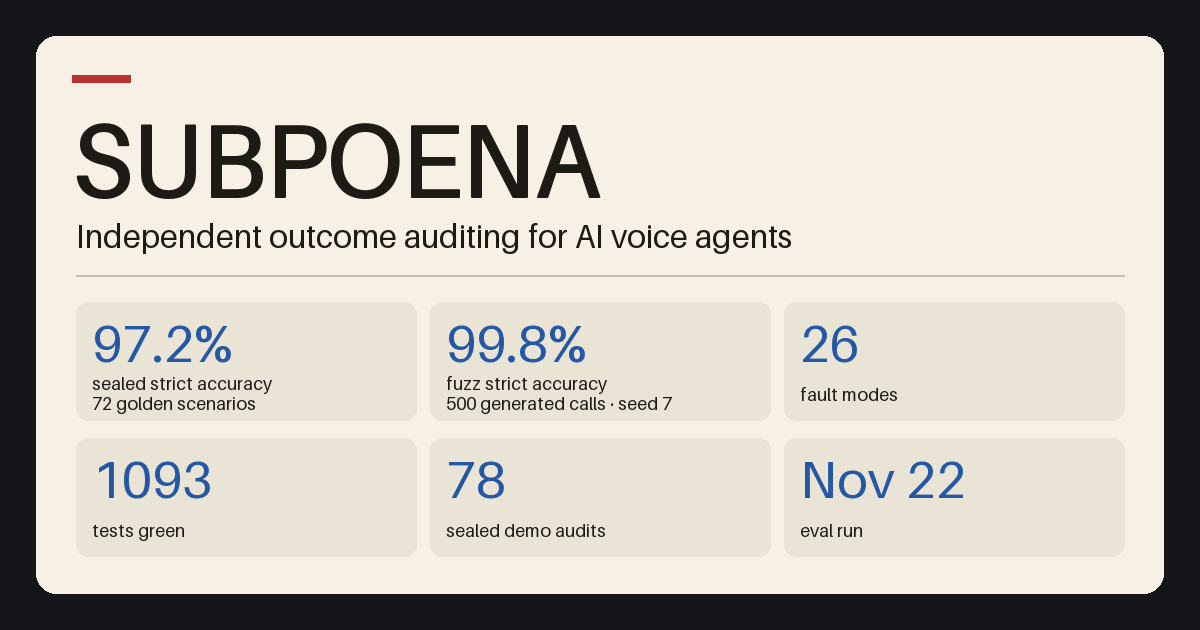 SUBPOENA
Independent outcome auditing for AI voice agents
97.2%
sealed strict accuracy
72 golden scenarios
99.8%
fuzz strict accuracy
500 generated calls · seed 7
26
fault modes
1093
tests green
78
sealed demo audits
Nov 22
eval run